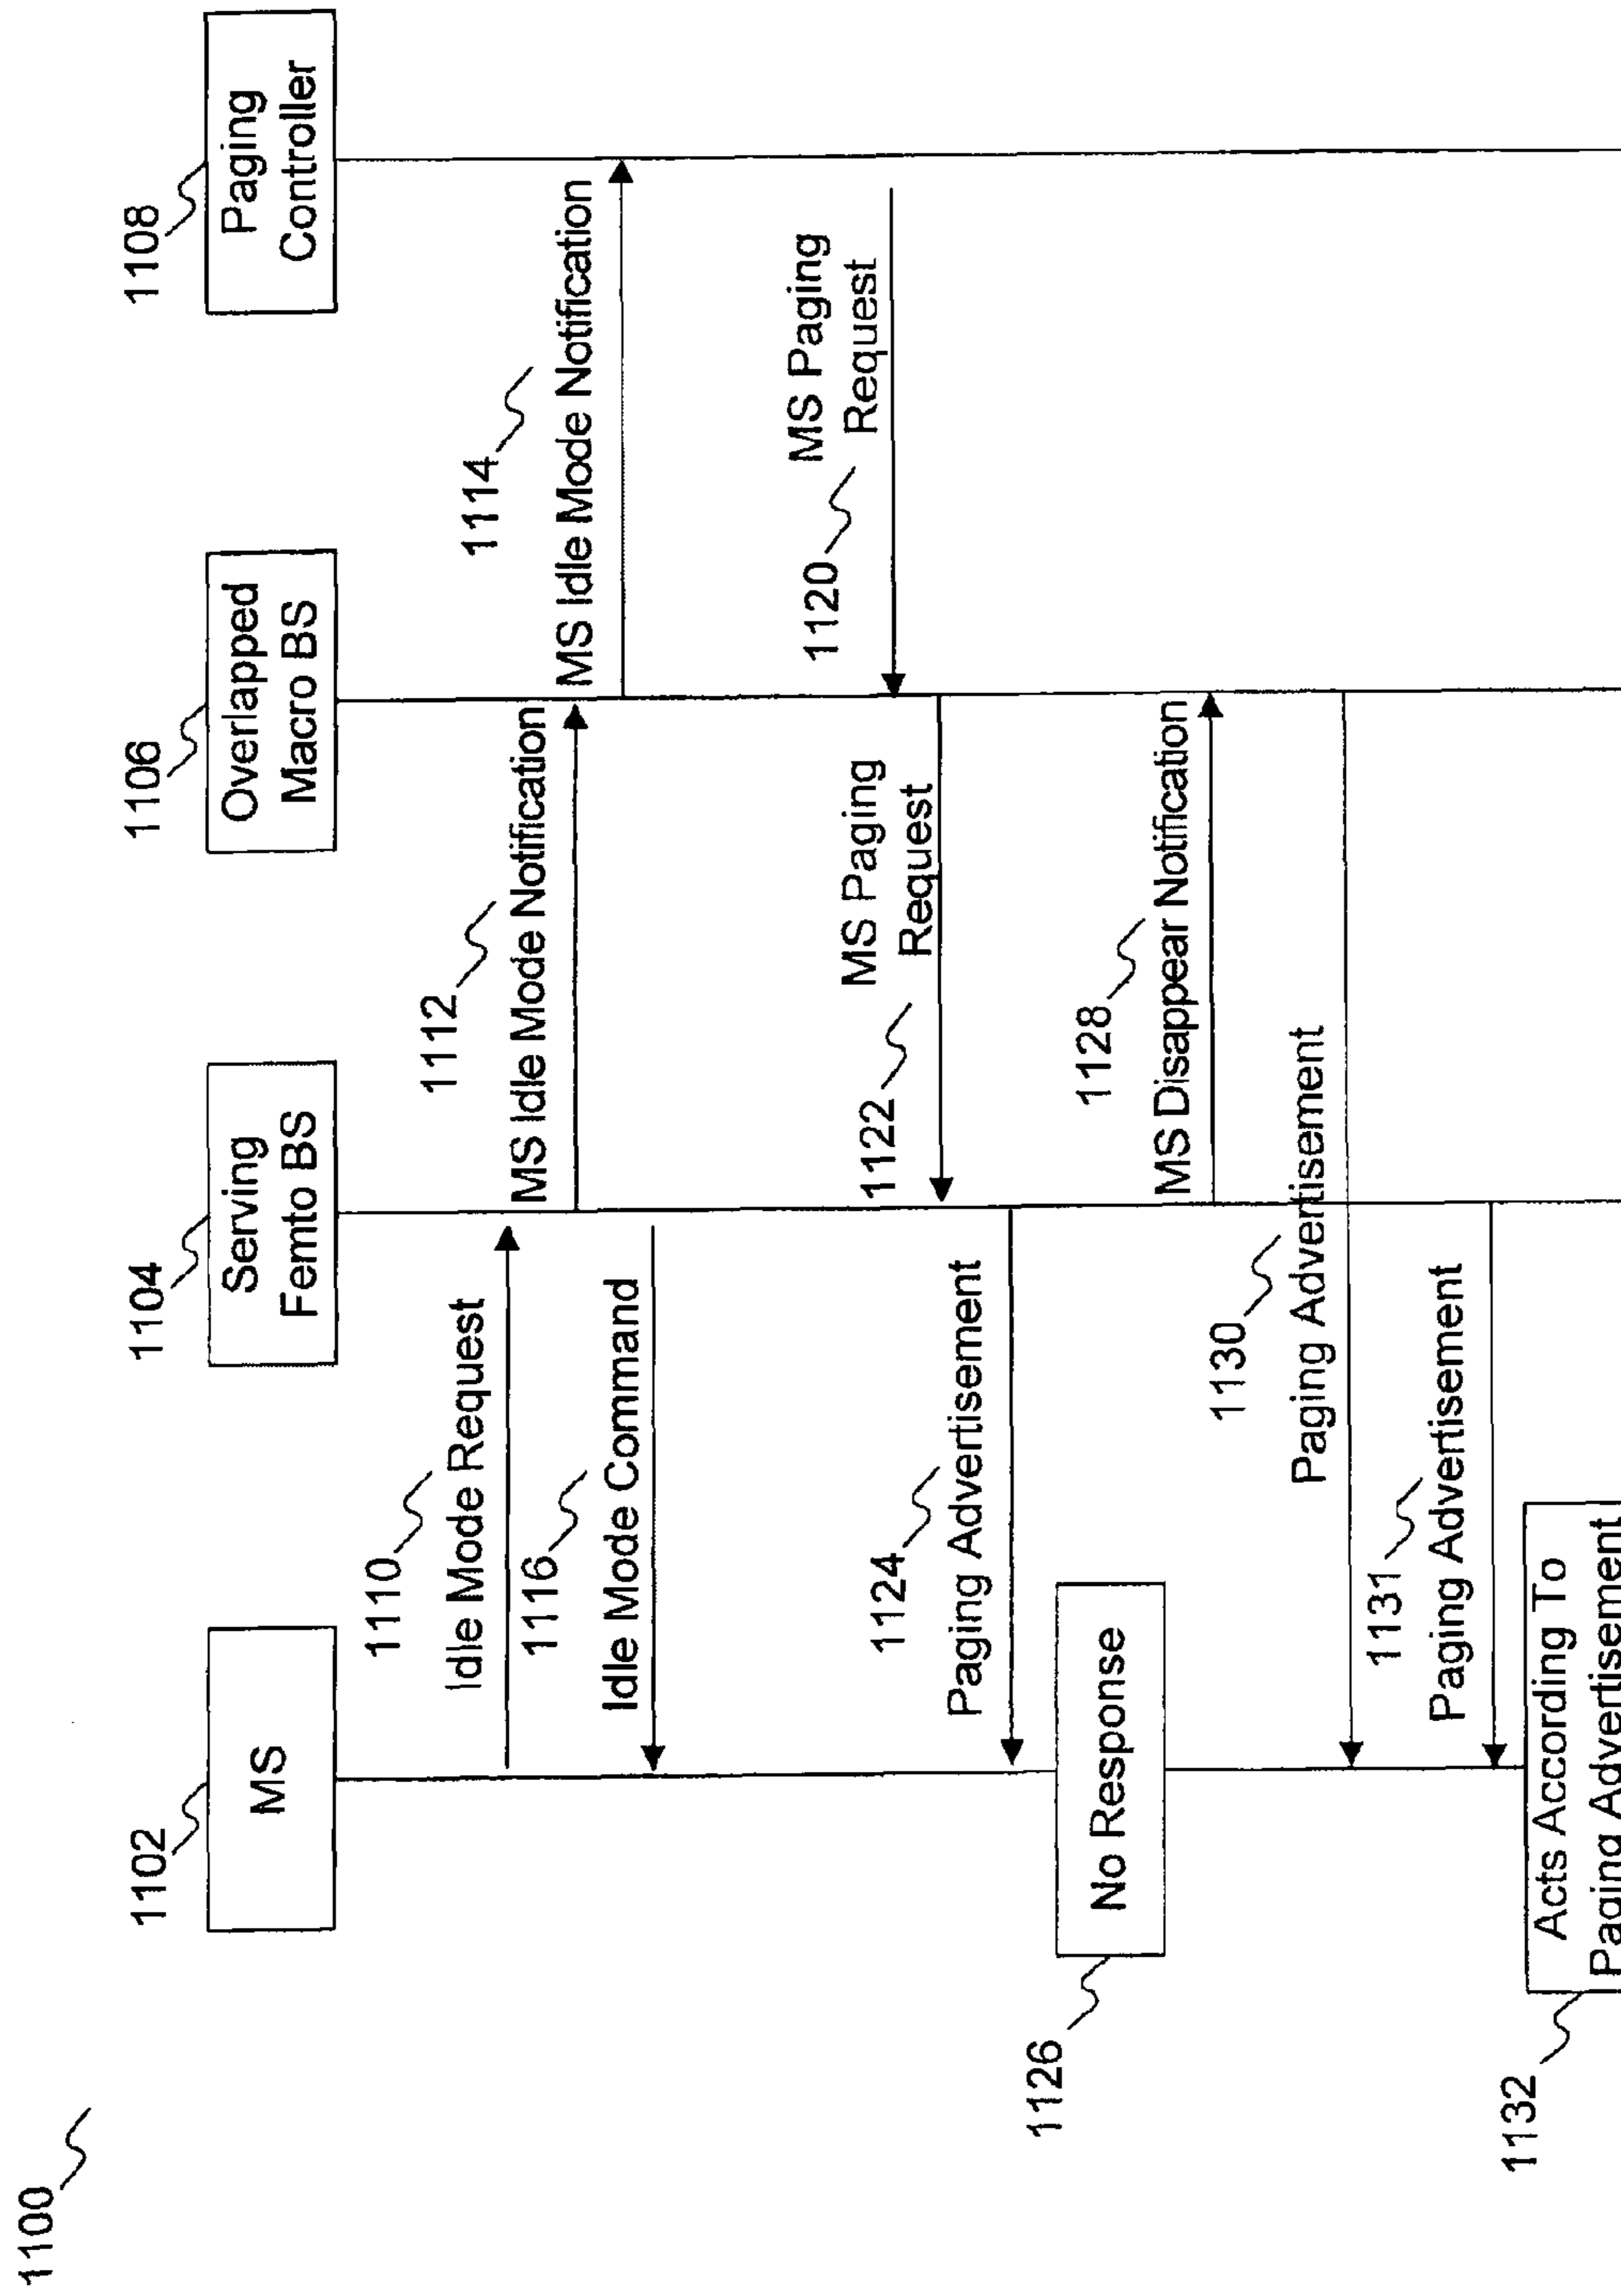 1100
1102
MS
1104
Serving
Femto BS
1106
Overlapped
Macro BS
1108
Paging
Controller
1110
Idle Mode Request
1112
MS Idle Mode Notification
1114
MS Idle Mode Notification
1116
Idle Mode Command
1120
MS Paging
Request
1122
MS Paging
Request
1124
Paging Advertisement
1126
No Response
1128
MS Disappear Notification
1130
Paging Advertisement
1131
Paging Advertisement
1132
Acts According To
Paging Advertisement